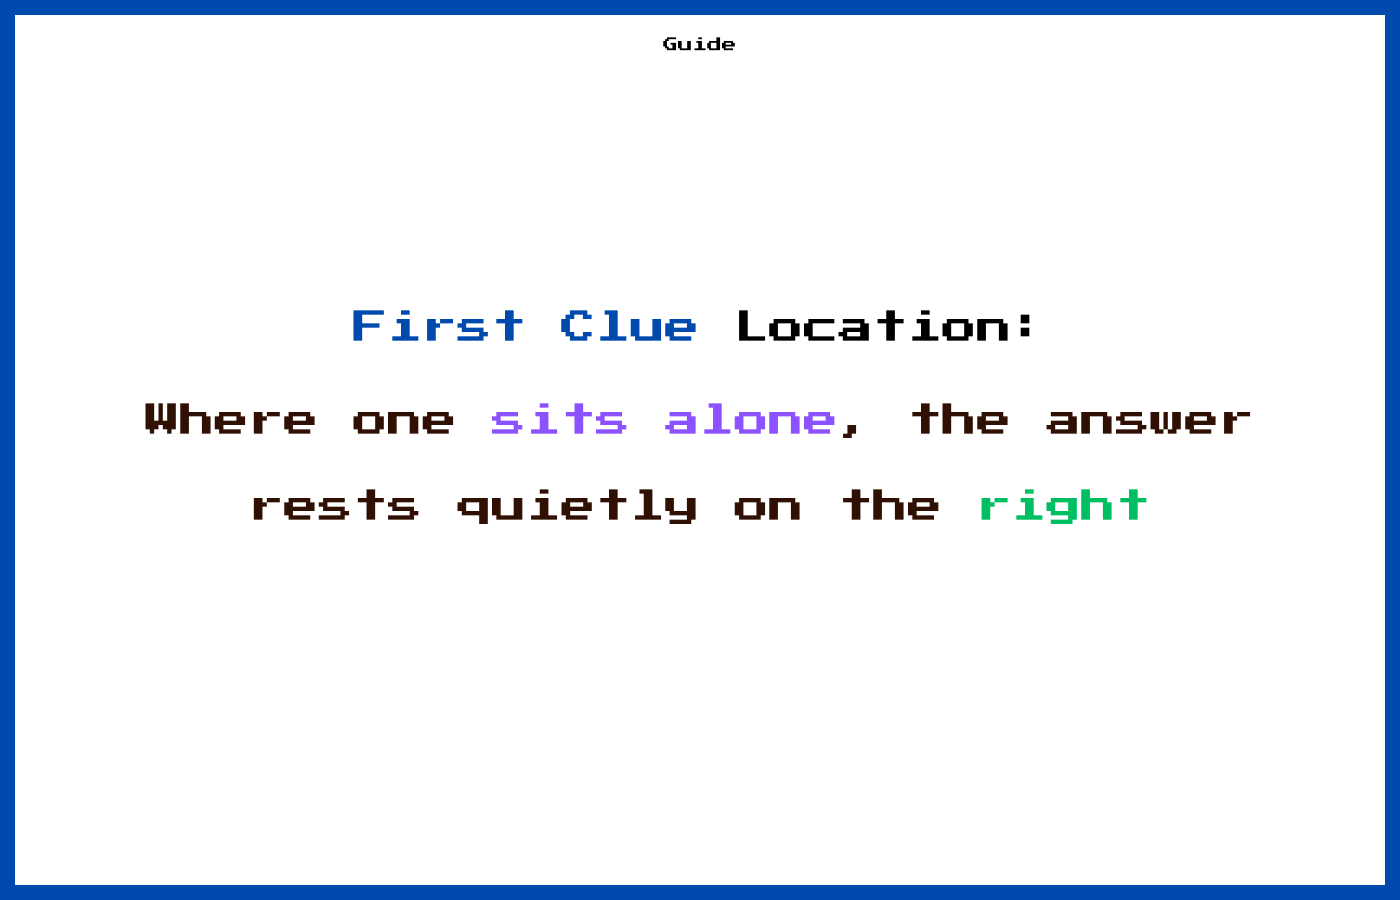 Guide
First Clue Location:
Where one sits alone, the answer
rests quietly on the right